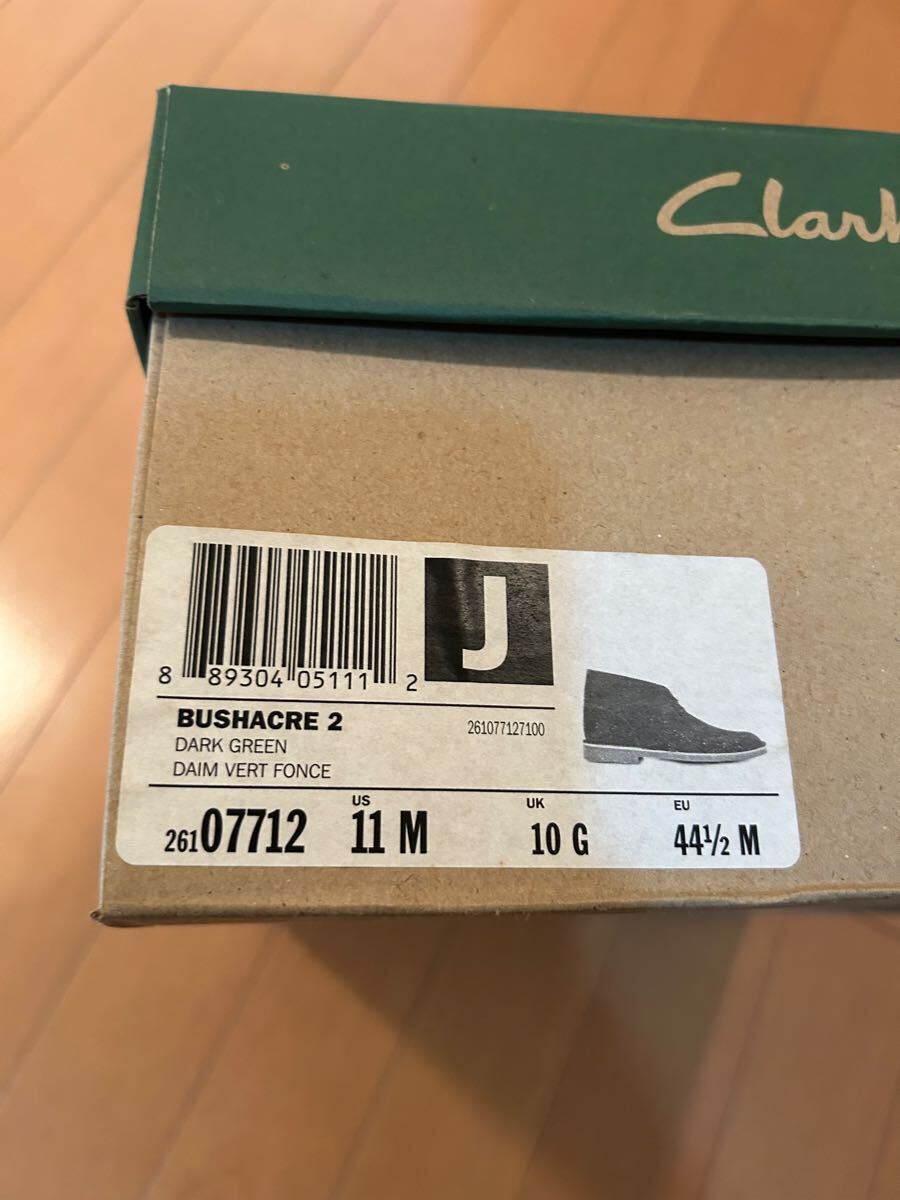 Clark
J
8 89304 05111 2
BUSHACRE 2
261077127100
DARK GREEN
DAIM VERT FONCE
US UK EU
26107712 11 M 10 G 44½ M